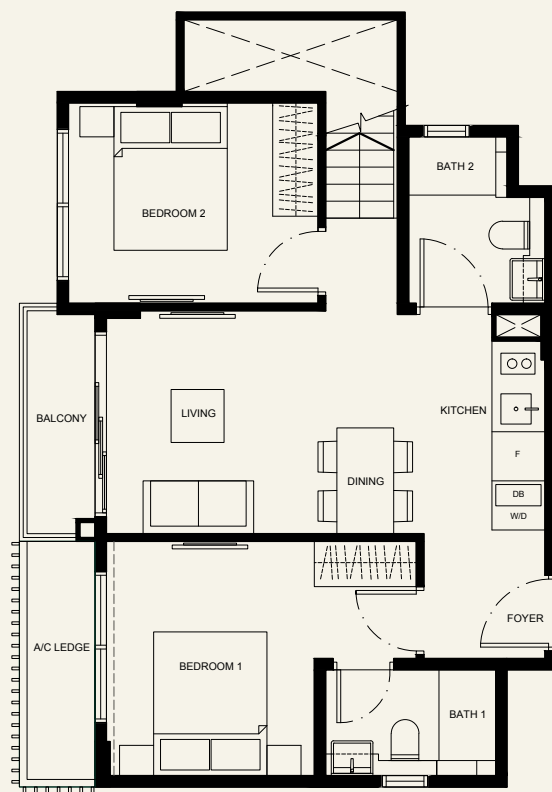 BATH 2
BEDROOM 2
BALCONY
LIVING
KITCHEN
F
DINING
DB
W/D
FOYER
A/C LEDGE
BEDROOM 1
BATH 1